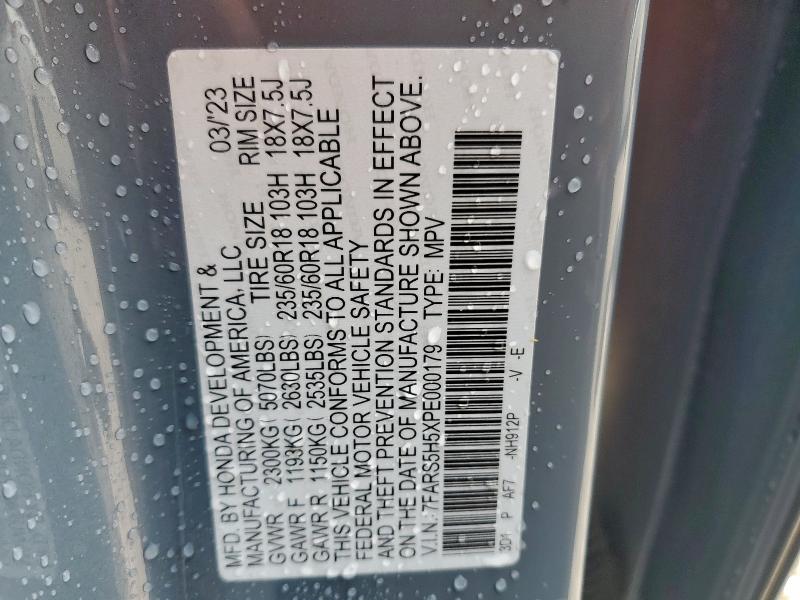 MFD. BY HONDA DEVELOPMENT &
MANUFACTURING OF AMERICA, LLC 03/'23
TIRE SIZE RIM SIZE
GVWR 2300KG( 5070LBS)
GAWR F 1193KG( 2630LBS) 235/60R18 103H 18X7.5J
GAWR R 1150KG( 2535LBS) 235/60R18 103H 18X7.5J
THIS VEHICLE CONFORMS TO ALL APPLICABLE
FEDERAL MOTOR VEHICLE SAFETY
AND THEFT PREVENTION STANDARDS IN EFFECT
ON THE DATE OF MANUFACTURE SHOWN ABOVE.
V.I.N.: 7FARS5H5XPE000179 TYPE: MPV
3D1 P AF7 -NH912P -V -E